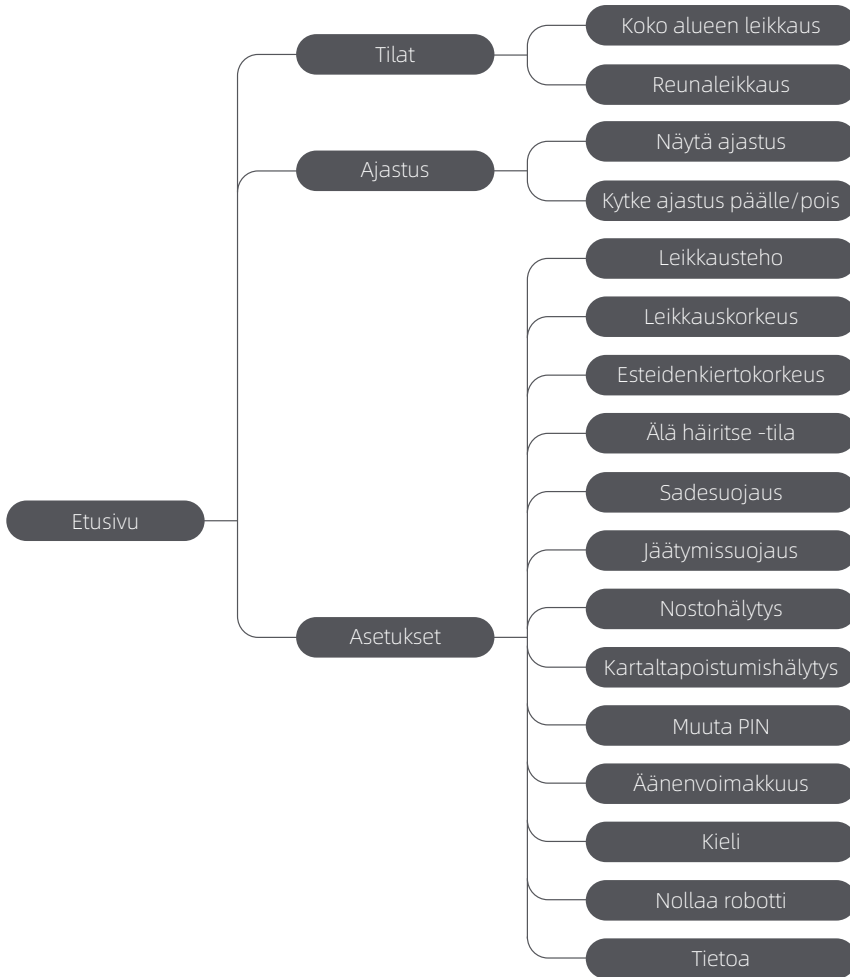 Etusivu
Tilat
Koko alueen leikkaus
Reunaleikkaus
Ajastus
Näytä ajastus
Kytke ajastus päälle/pois
Asetukset
Leikkausteho
Leikkauskorkeus
Esteidenkiertokorkeus
Älä häiritse -tila
Sadesuojaus
Jäätymissuojaus
Nostohälytys
Kartaltapoistumishälytys
Muuta PIN
Äänenvoimakkuus
Kieli
Nollaa robotti
Tietoa